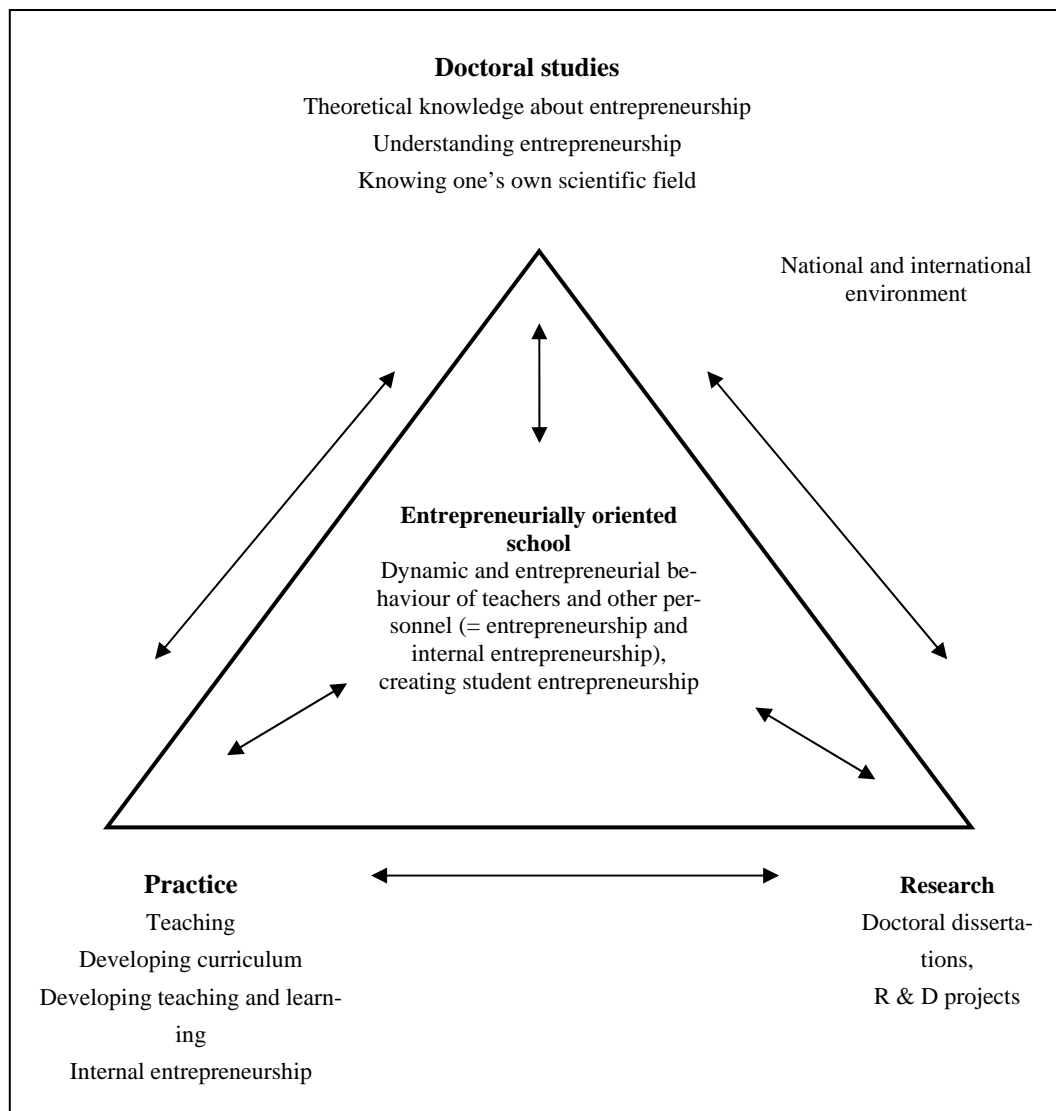 Doctoral studies
Theoretical knowledge about entrepreneurship
Understanding entrepreneurship
Knowing one’s own scientific field
National and international
environment
Entrepreneurially oriented
school
Dynamic and entrepreneurial be-
haviour of teachers and other per-
sonnel (= entrepreneurship and
internal entrepreneurship),
creating student entrepreneurship
Practice
Teaching
Developing curriculum
Developing teaching and learn-
ing
Internal entrepreneurship
Research
Doctoral disserta-
tions,
R & D projects